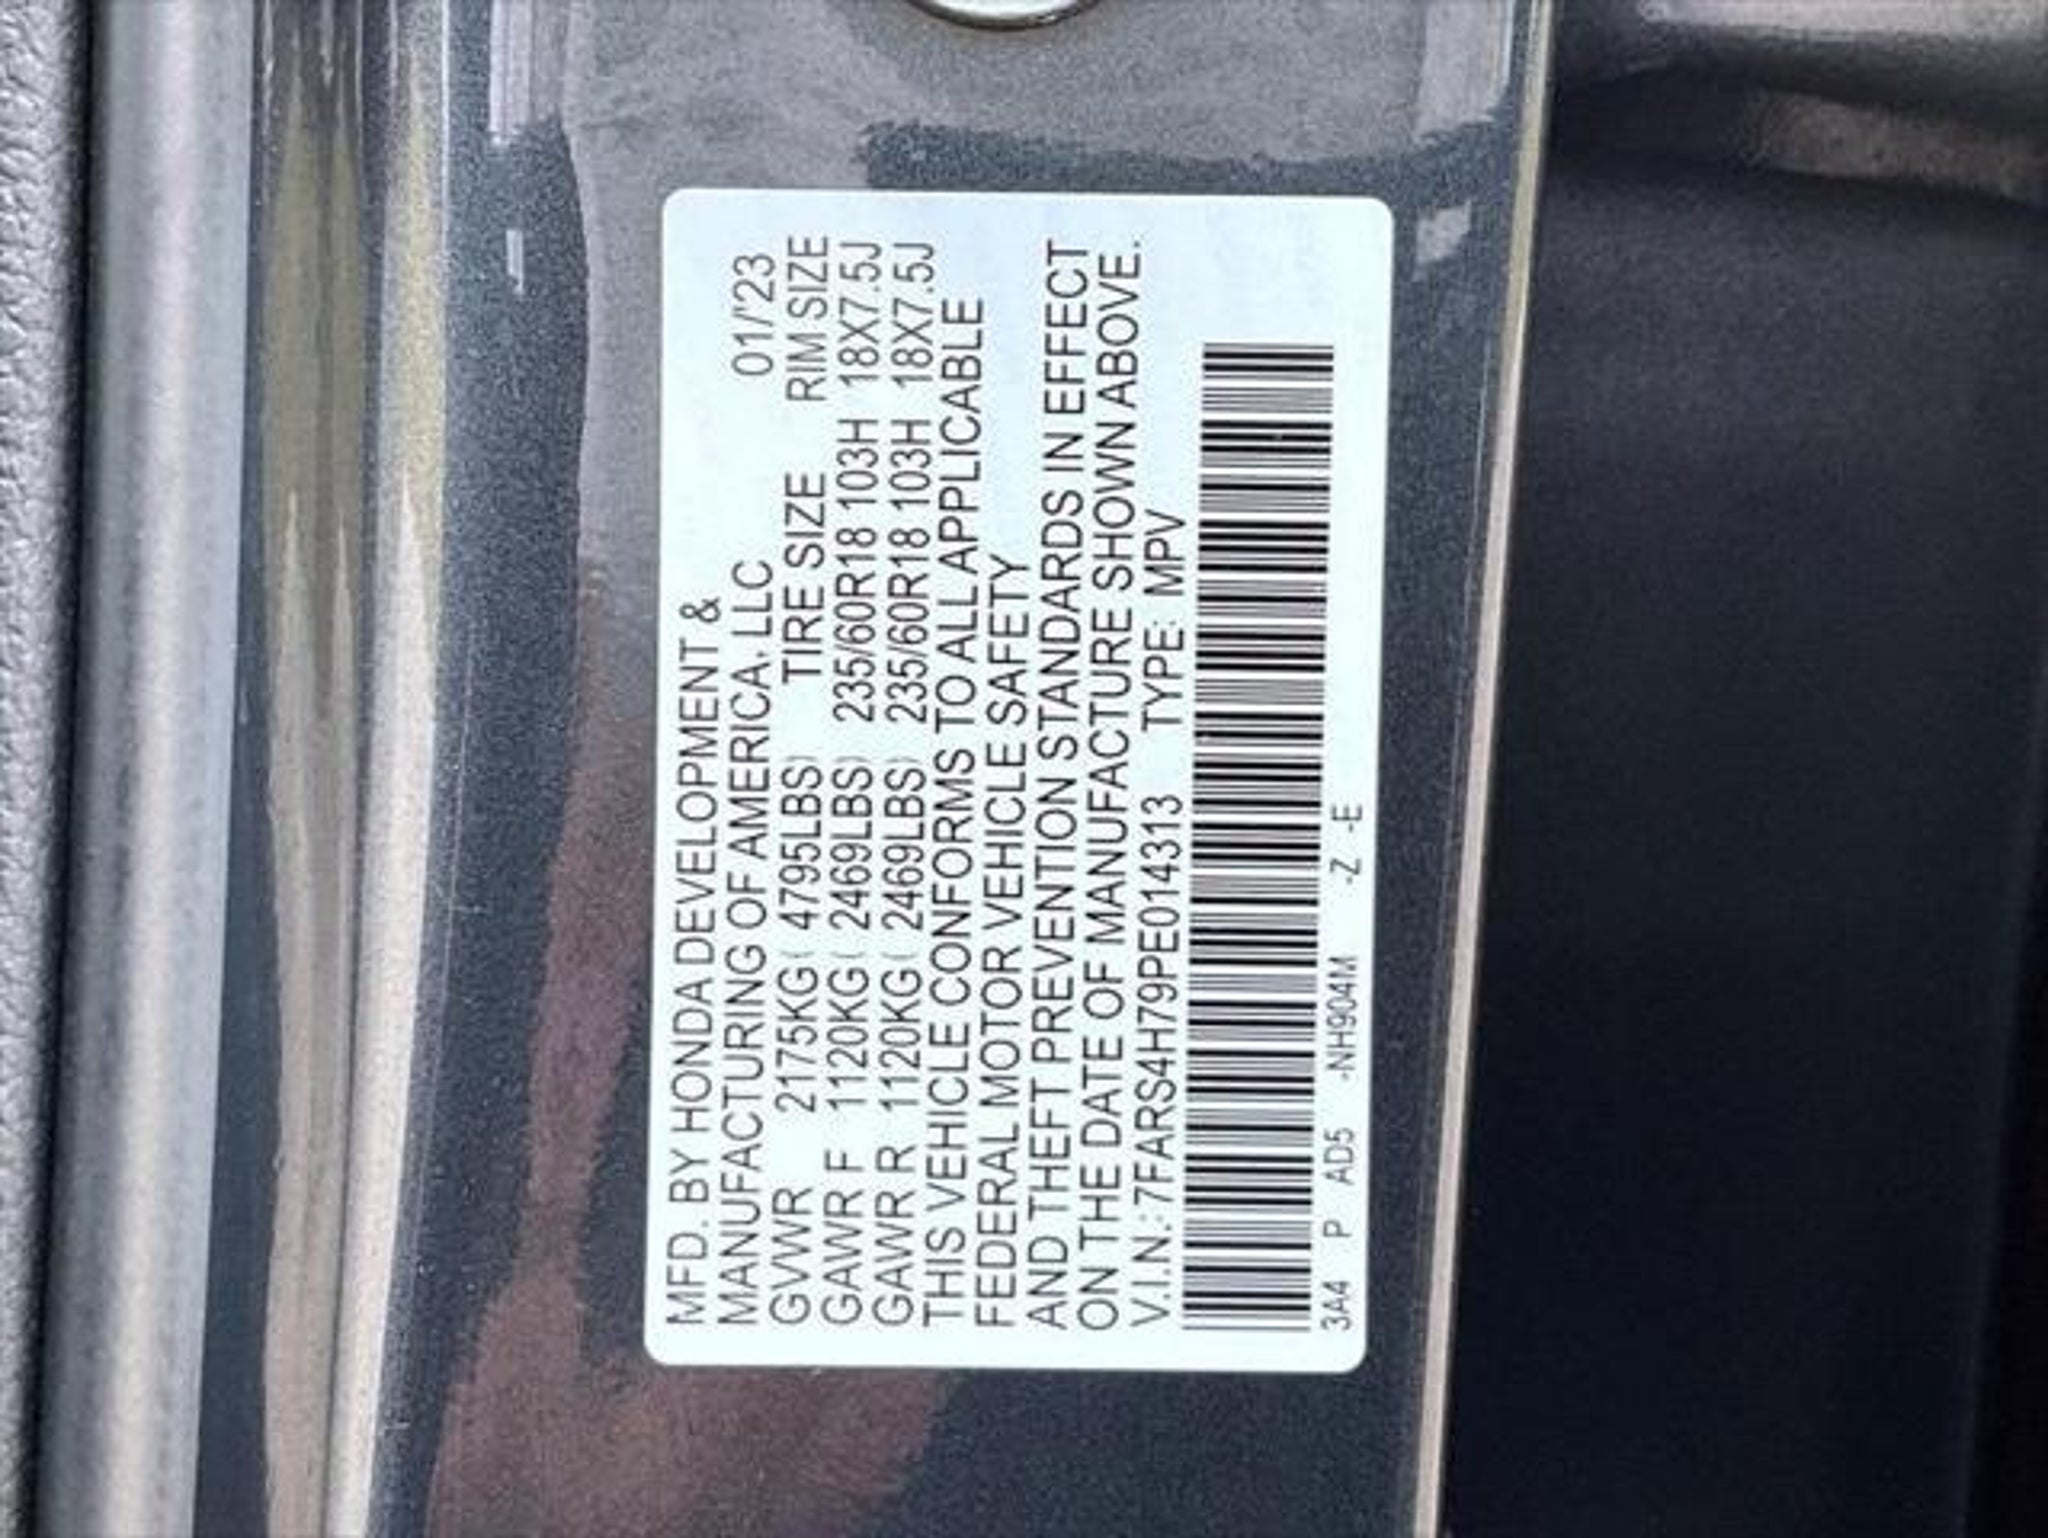 MFD. BY HONDA DEVELOPMENT &
MANUFACTURING OF AMERICA, LLC 01/'23
GVWR 2175KG( 4795LBS) TIRE SIZE RIM SIZE
GAWR F 1120KG( 2469LBS) 235/60R18 103H 18X7.5J
GAWR R 1120KG( 2469LBS) 235/60R18 103H 18X7.5J
THIS VEHICLE CONFORMS TO ALL APPLICABLE
FEDERAL MOTOR VEHICLE SAFETY
AND THEFT PREVENTION STANDARDS IN EFFECT
ON THE DATE OF MANUFACTURE SHOWN ABOVE.
V.I.N.:7FARS4H79PE014313 TYPE: MPV
3A4 P AD5 -NH904M -Z -E